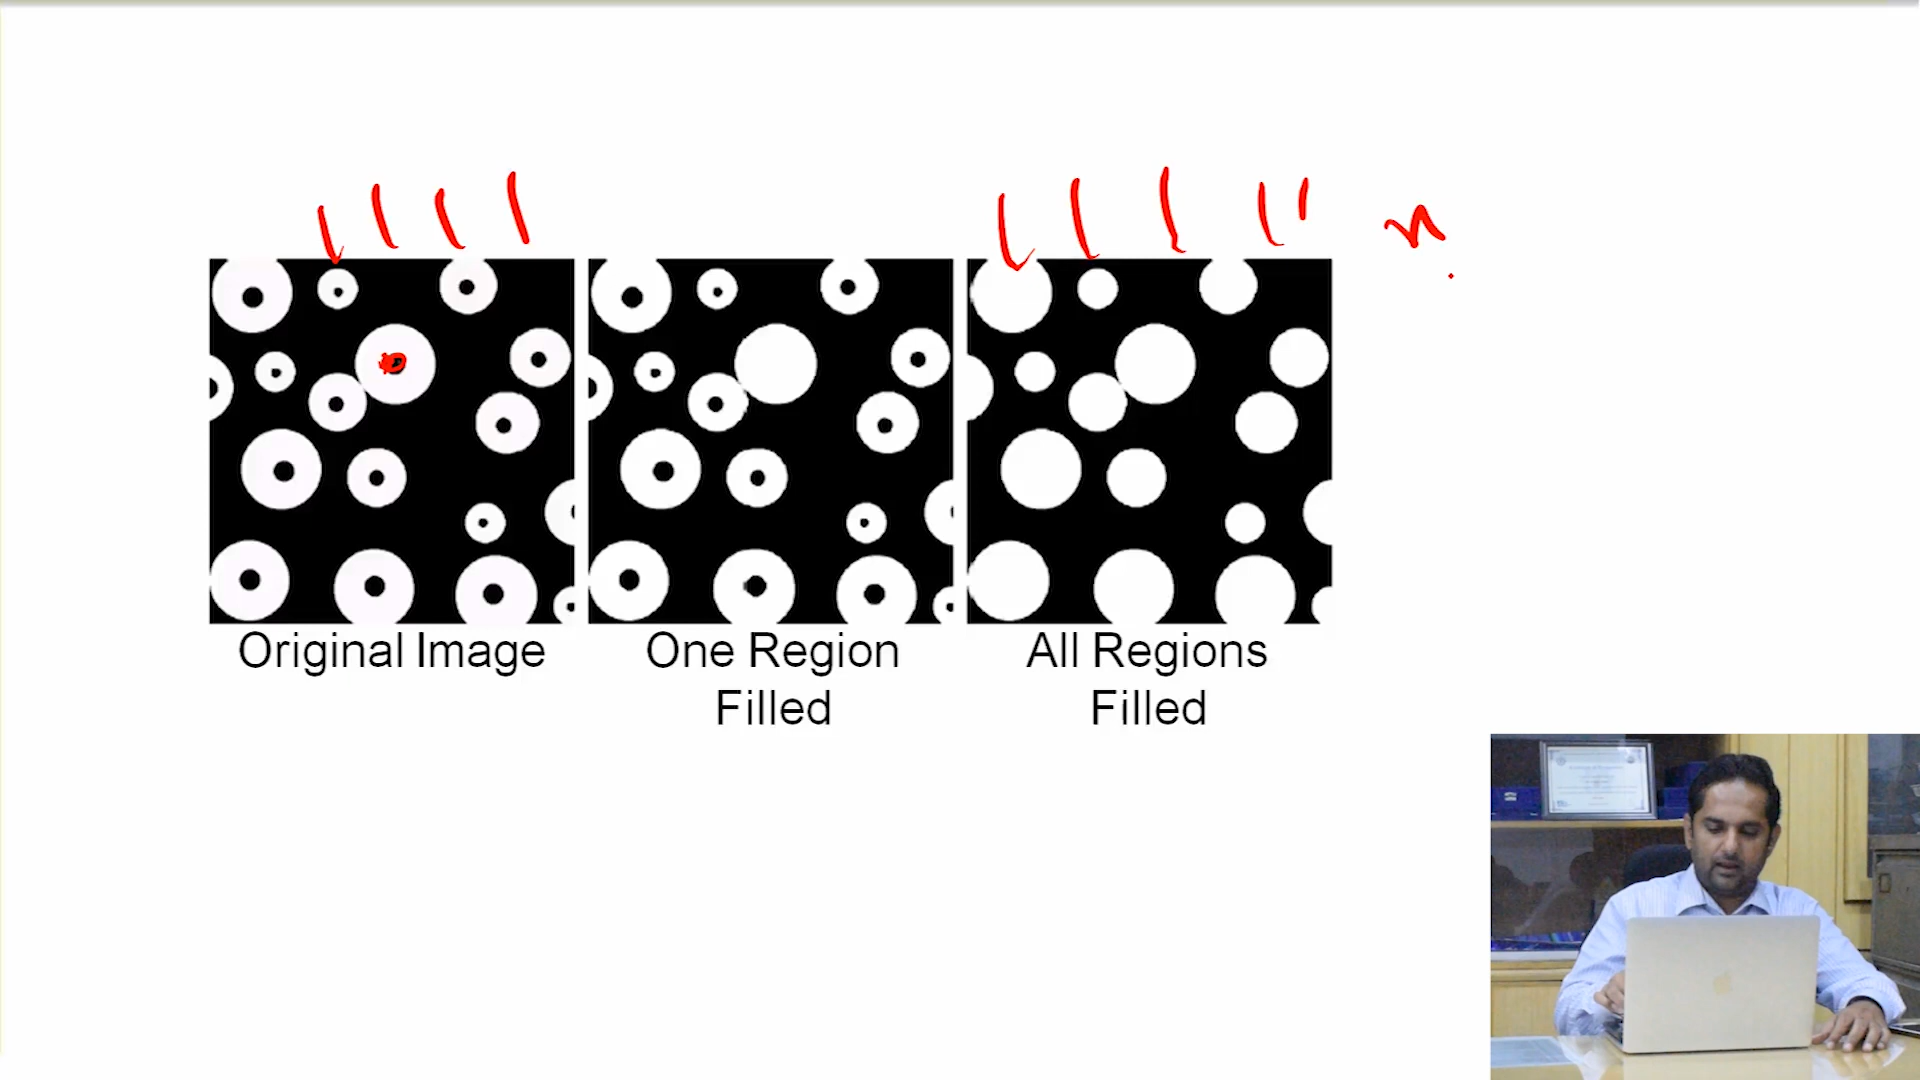 n
Original Image
One Region
Filled
All Regions
Filled